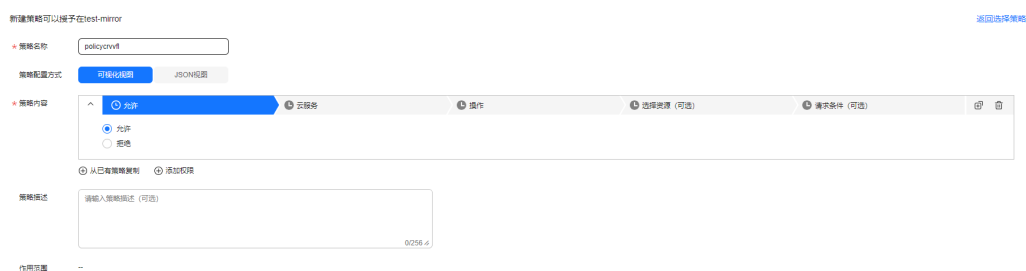 新建策略可以授予在test-mirror
返回选择策略
* 策略名称
policycrvvfl
策略配置方式
可视化视图
JSON视图
* 策略内容
允许
云服务
操作
选择资源（可选）
请求条件（可选）
允许
拒绝
从已有策略复制
添加权限
策略描述
请输入策略描述（可选）
0/256
作用范围
--